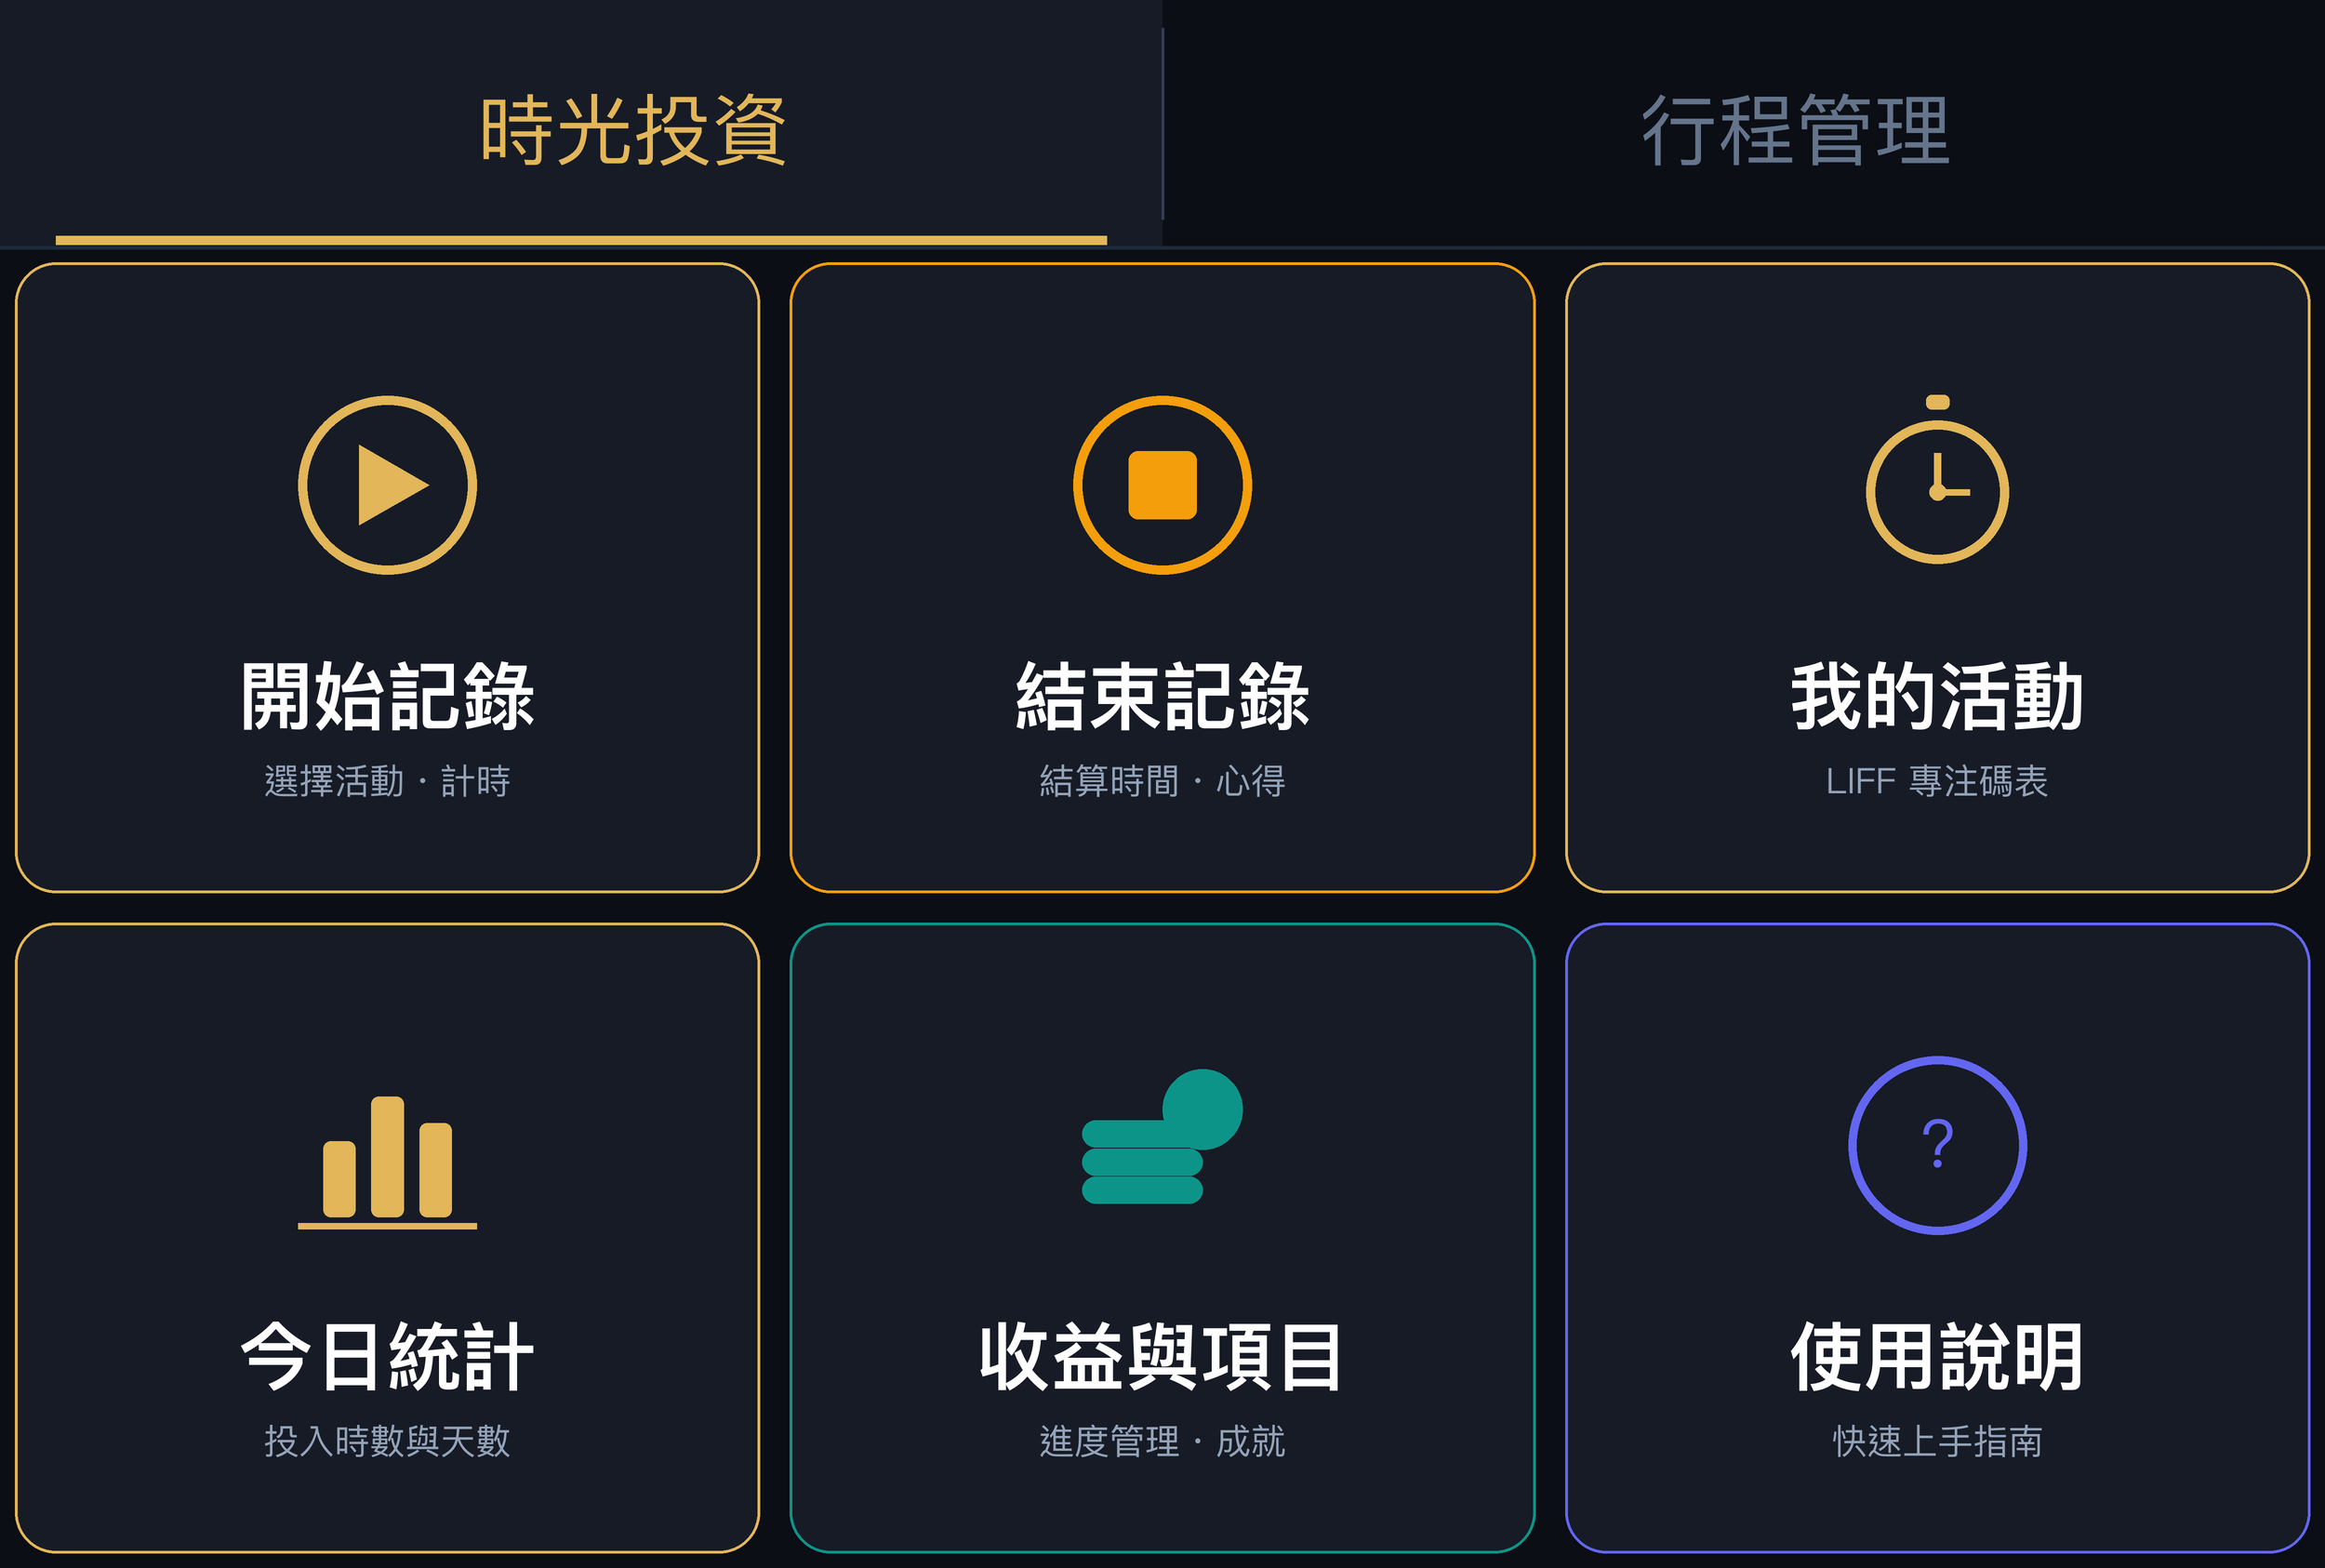 時光投資
行程管理
開始記錄
選擇活動 · 計時
結束記錄
結算時間 · 心得
我的活動
LIFF 專注碼表
今日統計
投入時數與天數
收益與項目
進度管理 · 成就
?
使用說明
快速上手指南